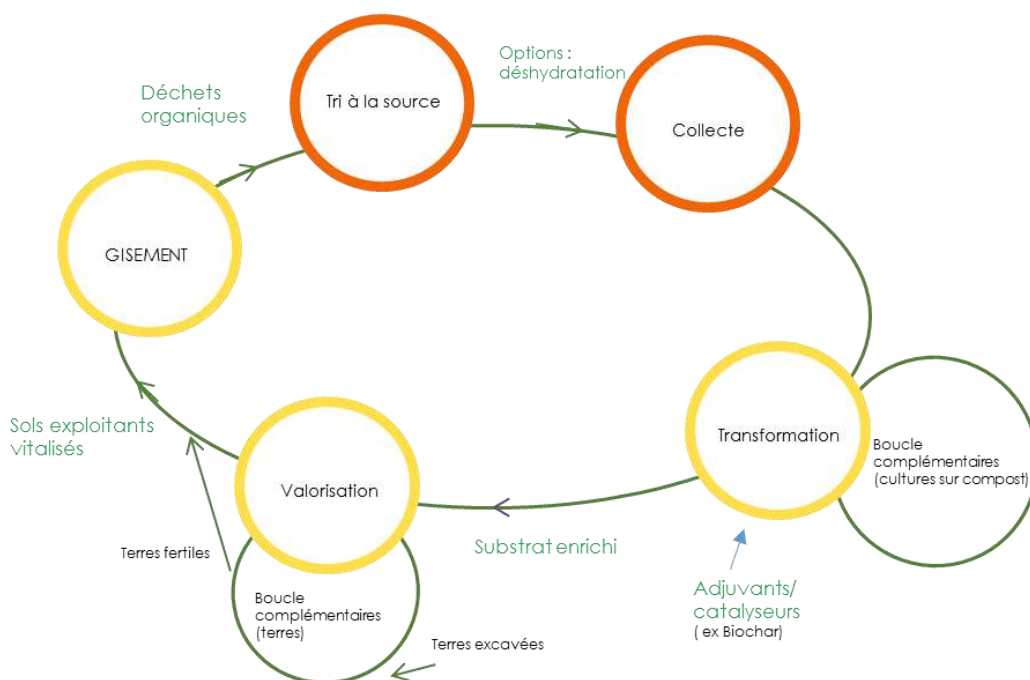 Options :
déshydratation
Déchets
organiques
Tri à la source
Collecte
GISEMENT
Sols exploitants
vitalisés
Valorisation
Transformation
Boucle
complémentaires
(cultures sur compost)
Substrat enrichi
Terres fertiles
Boucle
complémentaires
(terres)
Terres excavées
Adjuvants/
catalyseurs
( ex Biochar)